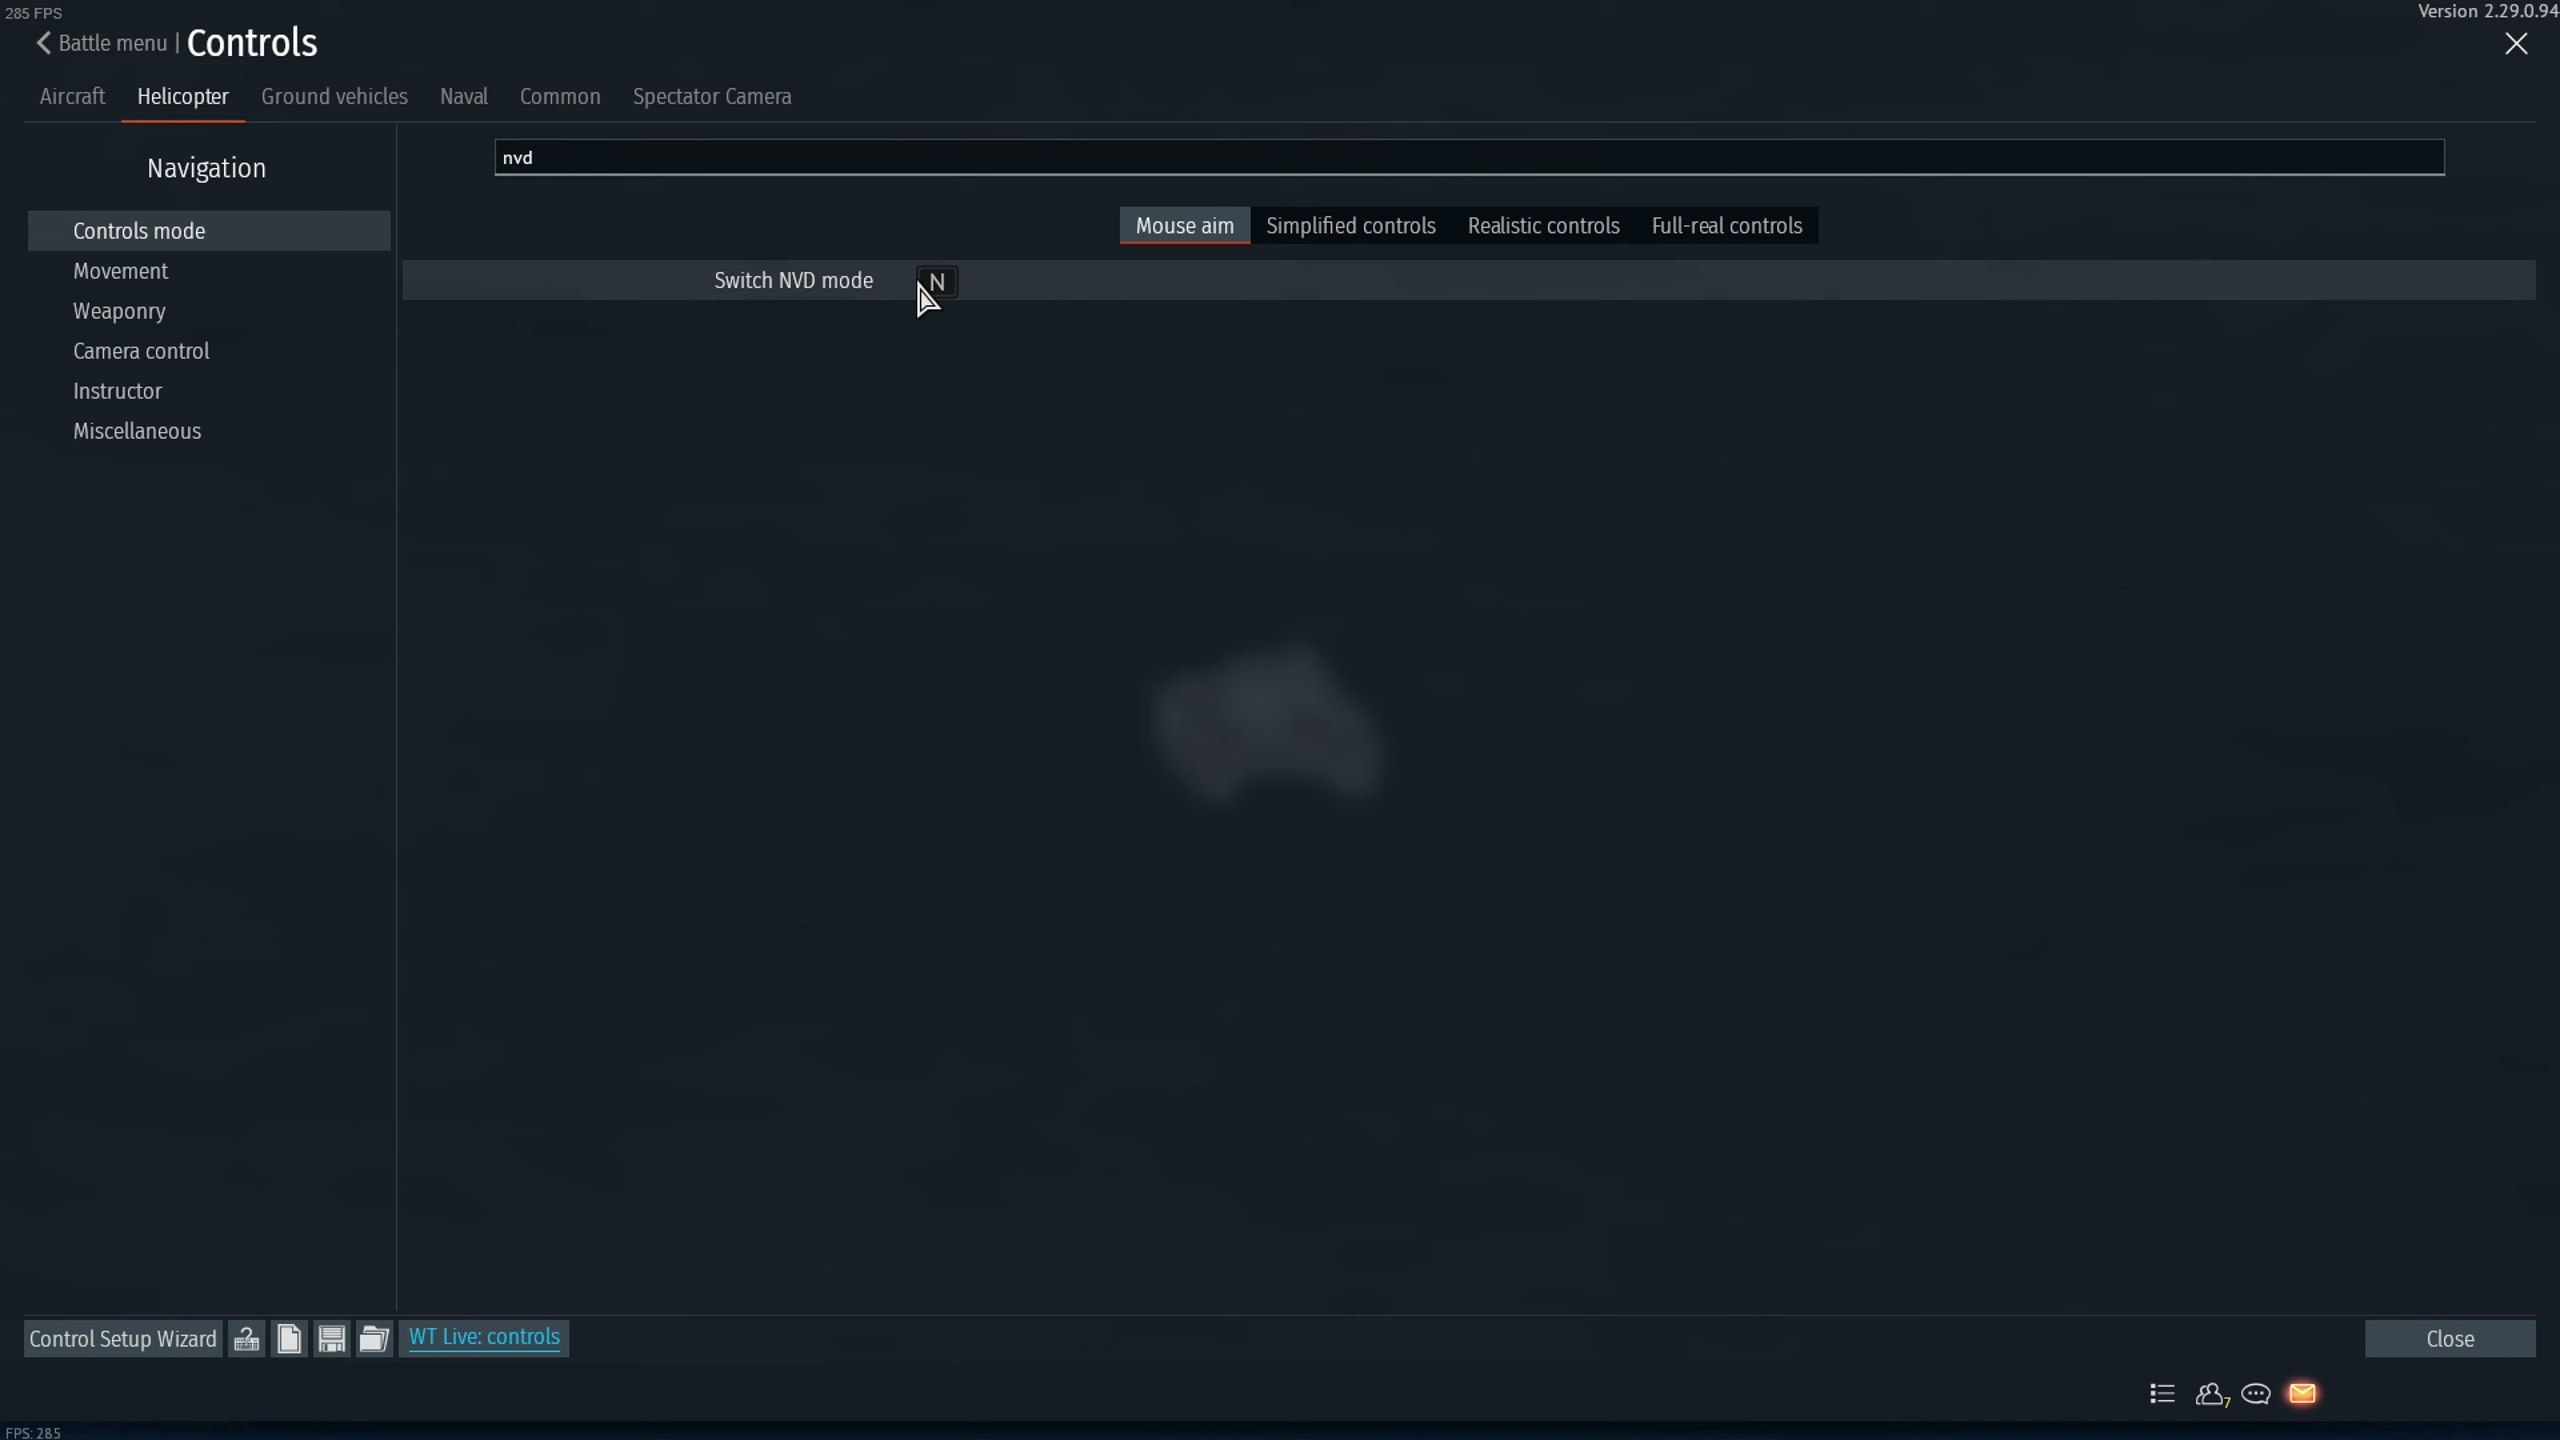 285 FPS
Version 2.29.0.94
Battle menu | Controls
Aircraft Helicopter Ground vehicles Naval Common Spectator Camera
Navigation
nvd
Controls mode
Mouse aim Simplified controls Realistic controls Full-real controls
Movement
Switch NVD mode N
Weaponry
Camera control
Instructor
Miscellaneous
Control Setup Wizard ? WT Live: controls Close
7
FPS: 285